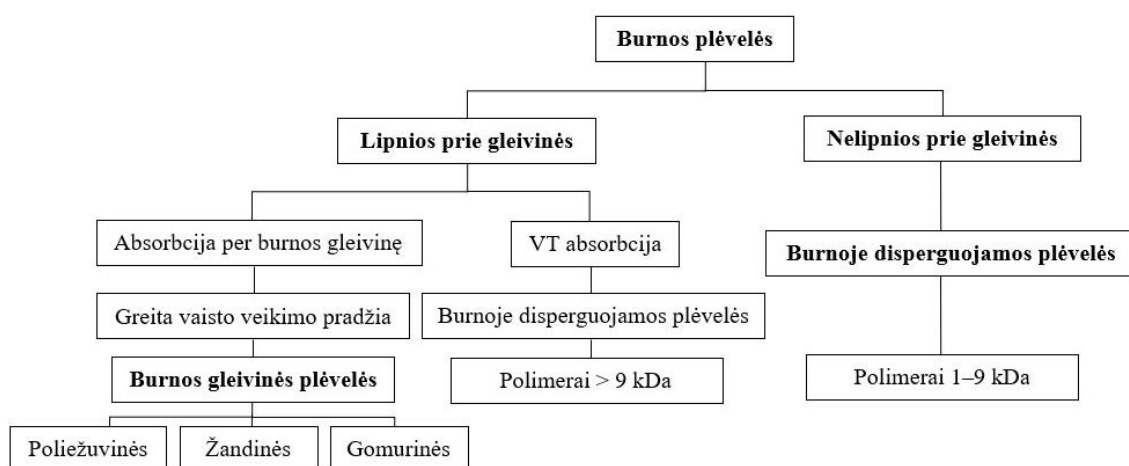 Burnos plėvelės
Lipnios prie gleivinės
Nelipnios prie gleivinės
Absorbcija per burnos gleivinę
VT absorbcija
Burnoje disperguojamos plėvelės
Greita vaisto veikimo pradžia
Burnoje disperguojamos plėvelės
Burnos gleivinės plėvelės
Polimerai > 9 kDa
Polimerai 1–9 kDa
Poliežuvinės
Žandinės
Gomurinės